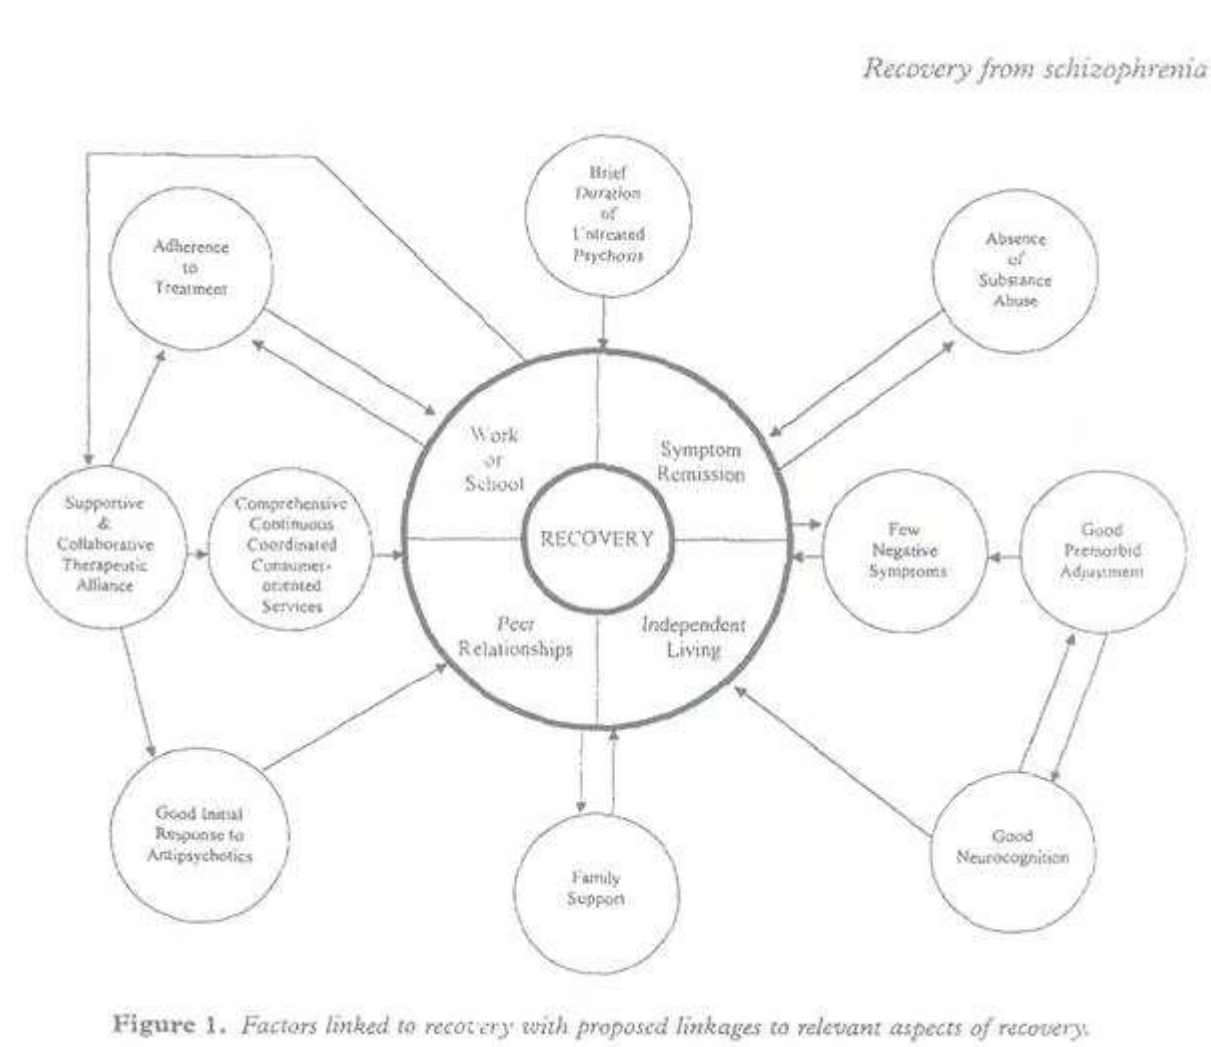 Recovery from schizophrenia
Brief
Duration
of
Untreated
Psychosis
Adherence
to
Treatment
Absence
of
Substance
Abuse
Work
or
School
Symptom
Remission
RECOVERY
Peer
Relationships
Independent
Living
Supportive
&
Collaborative
Therapeutic
Alliance
Comprehensive
Continuous
Coordinated
Consumer-
oriented
Services
Few
Negative
Symptoms
Good
Premorbid
Adjustment
Good Initial
Response to
Antipsychotics
Family
Support
Good
Neurocognition
Figure 1. Factors linked to recovery with proposed linkages to relevant aspects of recovery.